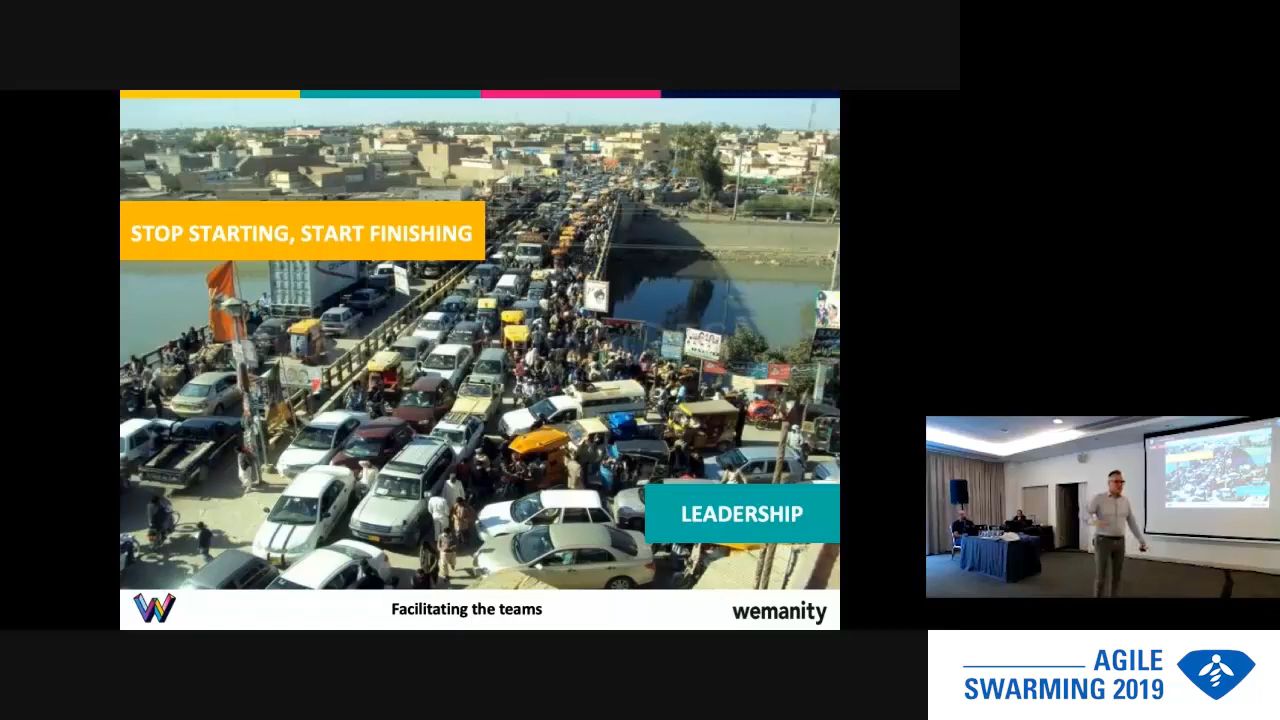 STOP STARTING, START FINISHING
LEADERSHIP
Facilitating the teams
wemanity
AGILE
SWARMING 2019